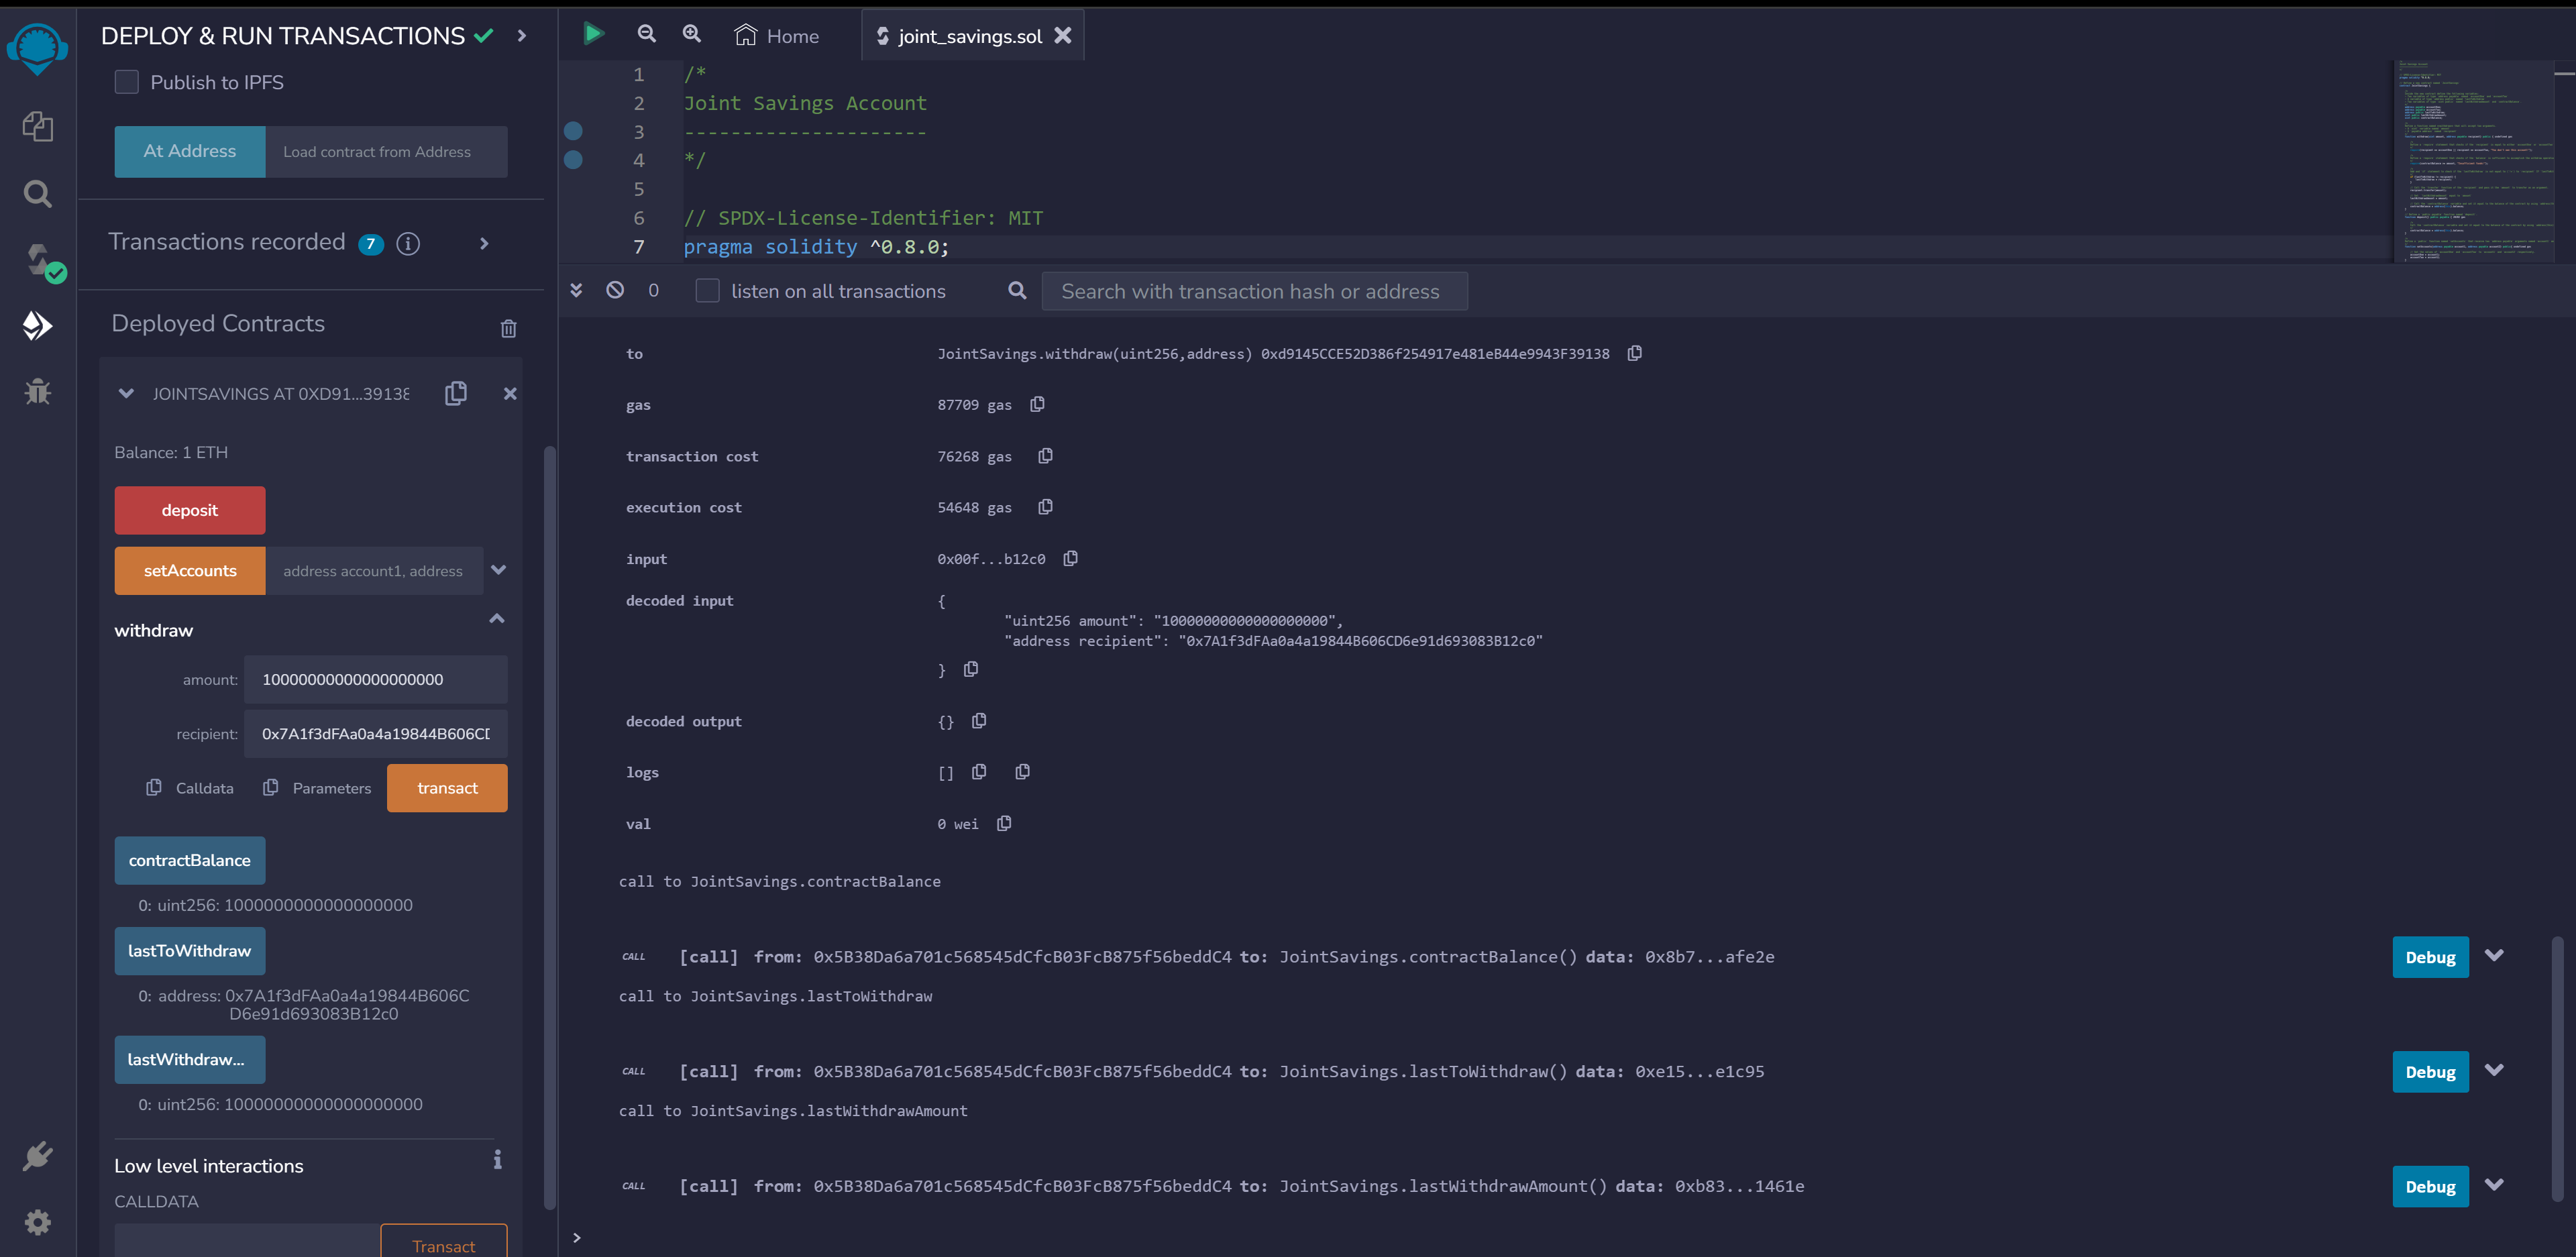 DEPLOY & RUN TRANSACTIONS
Publish to IPFS
At Address
Load contract from Address
Transactions recorded 7 i
Deployed Contracts
JOINTSAVINGS AT 0XD91...39138
Balance: 1 ETH
deposit
setAccounts
address account1, address
withdraw
amount: 10000000000000000000
recipient: 0x7A1f3dFAa0a4a19844B606CD
Calldata
Parameters
transact
contractBalance
0: uint256: 1000000000000000000
lastToWithdraw
0: address: 0x7A1f3dFAa0a4a19844B606C
D6e91d693083B12c0
lastWithdraw...
0: uint256: 10000000000000000000
Low level interactions
CALLDATA
Transact
Home
joint_savings.sol
1 /*
2 Joint Savings Account
3 ---------------------
4 */
5
6 // SPDX-License-Identifier: MIT
7 pragma solidity ^0.8.0;
0
listen on all transactions
Search with transaction hash or address
to JointSavings.withdraw(uint256,address) 0xd9145CCE52D386f254917e481eB44e9943F39138
gas 87709 gas
transaction cost 76268 gas
execution cost 54648 gas
input 0x00f...b12c0
decoded input {
"uint256 amount": "10000000000000000000",
"address recipient": "0x7A1f3dFAa0a4a19844B606CD6e91d693083B12c0"
}
decoded output {}
logs []
val 0 wei
call to JointSavings.contractBalance
CALL [call] from: 0x5B38Da6a701c568545dCfcB03FcB875f56beddC4 to: JointSavings.contractBalance() data: 0x8b7...afe2e
Debug
call to JointSavings.lastToWithdraw
CALL [call] from: 0x5B38Da6a701c568545dCfcB03FcB875f56beddC4 to: JointSavings.lastToWithdraw() data: 0xe15...e1c95
Debug
call to JointSavings.lastWithdrawAmount
CALL [call] from: 0x5B38Da6a701c568545dCfcB03FcB875f56beddC4 to: JointSavings.lastWithdrawAmount() data: 0xb83...1461e
Debug
>